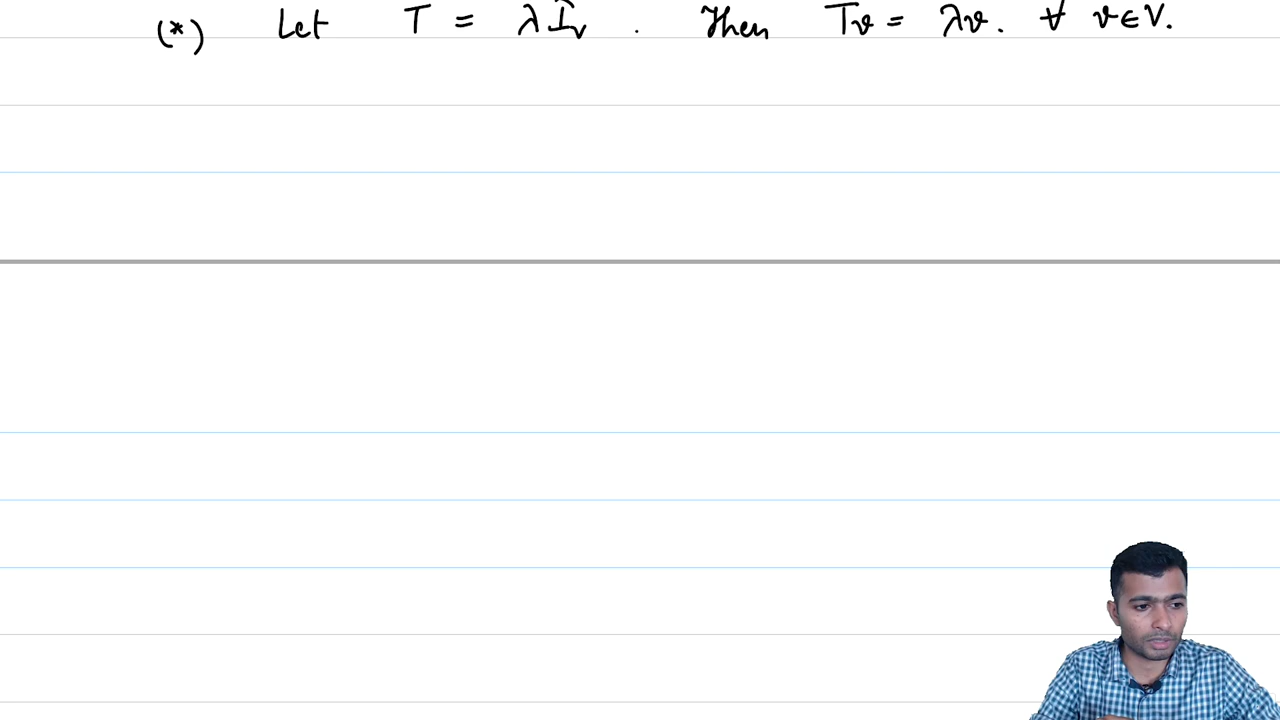 (*) Let T = λI_v . Then Tv = λv. ∀ v∈V.